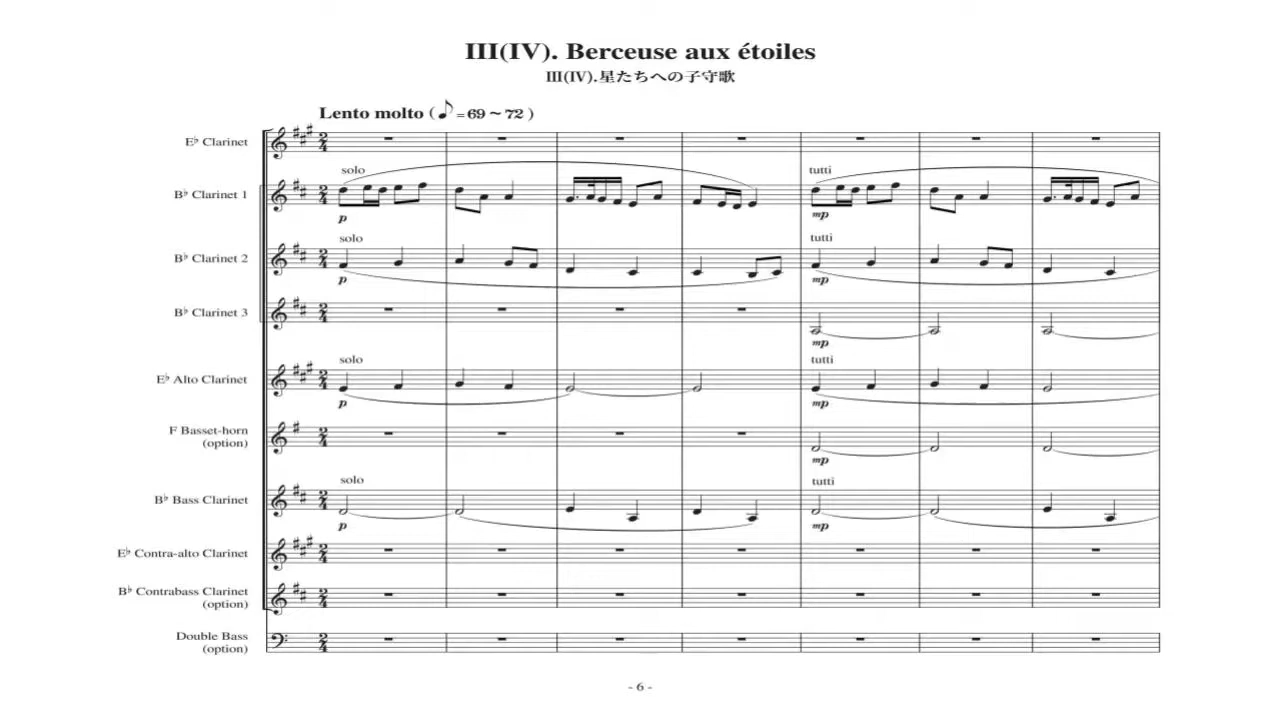 III(IV). Berceuse aux étoiles
III(IV).星たちへの子守歌
Lento molto (♪=69～72 )
E♭ Clarinet
solo
tutti
B♭ Clarinet 1
p
mp
solo
tutti
B♭ Clarinet 2
p
mp
B♭ Clarinet 3
mp
solo
tutti
E♭ Alto Clarinet
p
mp
F Basset-horn
(option)
mp
solo
tutti
B♭ Bass Clarinet
p
mp
E♭ Contra-alto Clarinet
B♭ Contrabass Clarinet
(option)
Double Bass
(option)
- 6 -